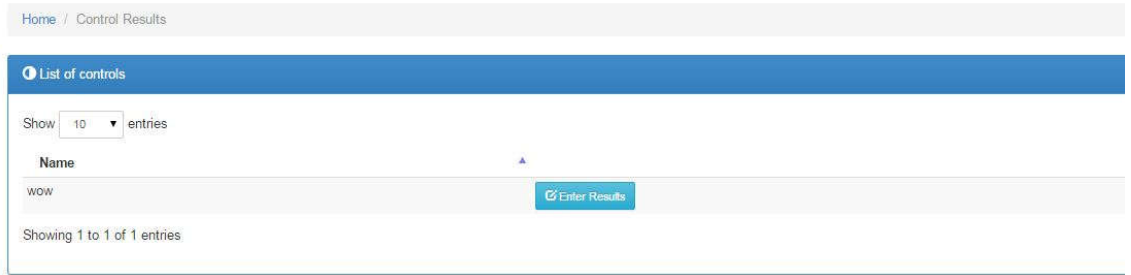 Home / Control Results
List of controls
Show 10 entries
Name
wow Enter Results
Showing 1 to 1 of 1 entries